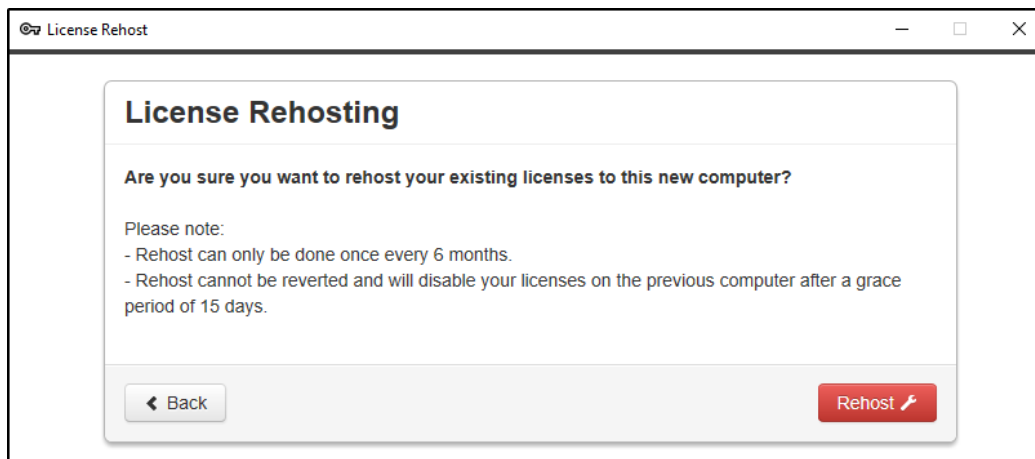 License Rehost
License Rehosting
Are you sure you want to rehost your existing licenses to this new computer?
Please note:
- Rehost can only be done once every 6 months.
- Rehost cannot be reverted and will disable your licenses on the previous computer after a grace
period of 15 days.
Back
Rehost